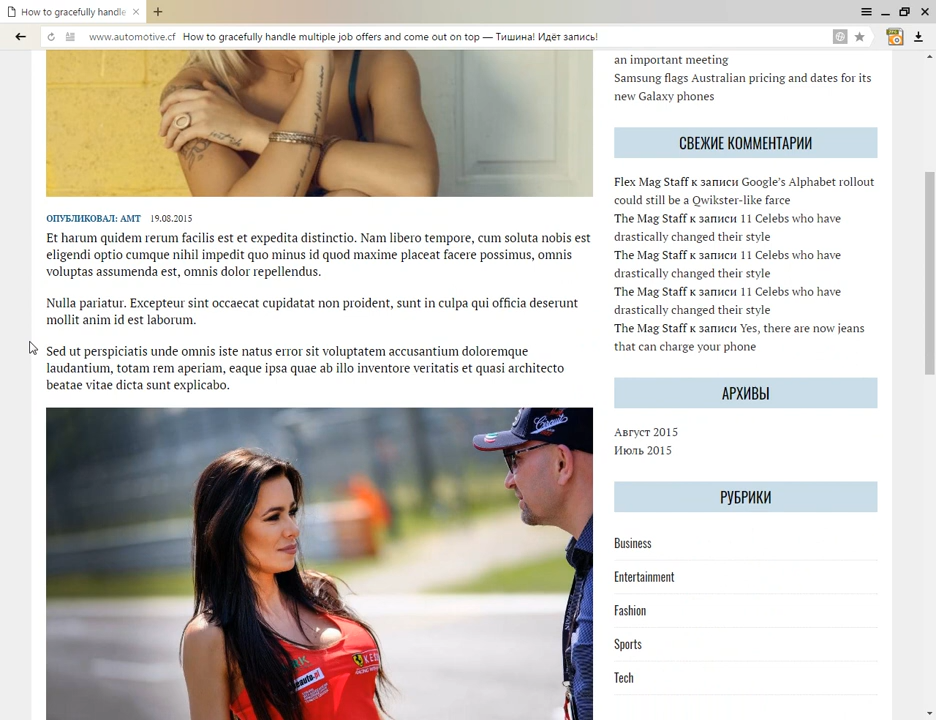 How to gracefully handle
www.automotive.cf How to gracefully handle multiple job offers and come out on top — Тишина! Идёт запись!
ОПУБЛИКОВАЛ: AMT 19.08.2015
Et harum quidem rerum facilis est et expedita distinctio. Nam libero tempore, cum soluta nobis est
eligendi optio cumque nihil impedit quo minus id quod maxime placeat facere possimus, omnis
voluptas assumenda est, omnis dolor repellendus.
Nulla pariatur. Excepteur sint occaecat cupidatat non proident, sunt in culpa qui officia deserunt
mollit anim id est laborum.
Sed ut perspiciatis unde omnis iste natus error sit voluptatem accusantium doloremque
laudantium, totam rem aperiam, eaque ipsa quae ab illo inventore veritatis et quasi architecto
beatae vitae dicta sunt explicabo.
Circuit
an important meeting
Samsung flags Australian pricing and dates for its
new Galaxy phones
СВЕЖИЕ КОММЕНТАРИИ
Flex Mag Staff к записи Google's Alphabet rollout
could still be a Qwikster-like farce
The Mag Staff к записи 11 Celebs who have
drastically changed their style
The Mag Staff к записи 11 Celebs who have
drastically changed their style
The Mag Staff к записи 11 Celebs who have
drastically changed their style
The Mag Staff к записи Yes, there are now jeans
that can charge your phone
АРХИВЫ
Август 2015
Июль 2015
РУБРИКИ
Business
Entertainment
Fashion
Sports
Tech